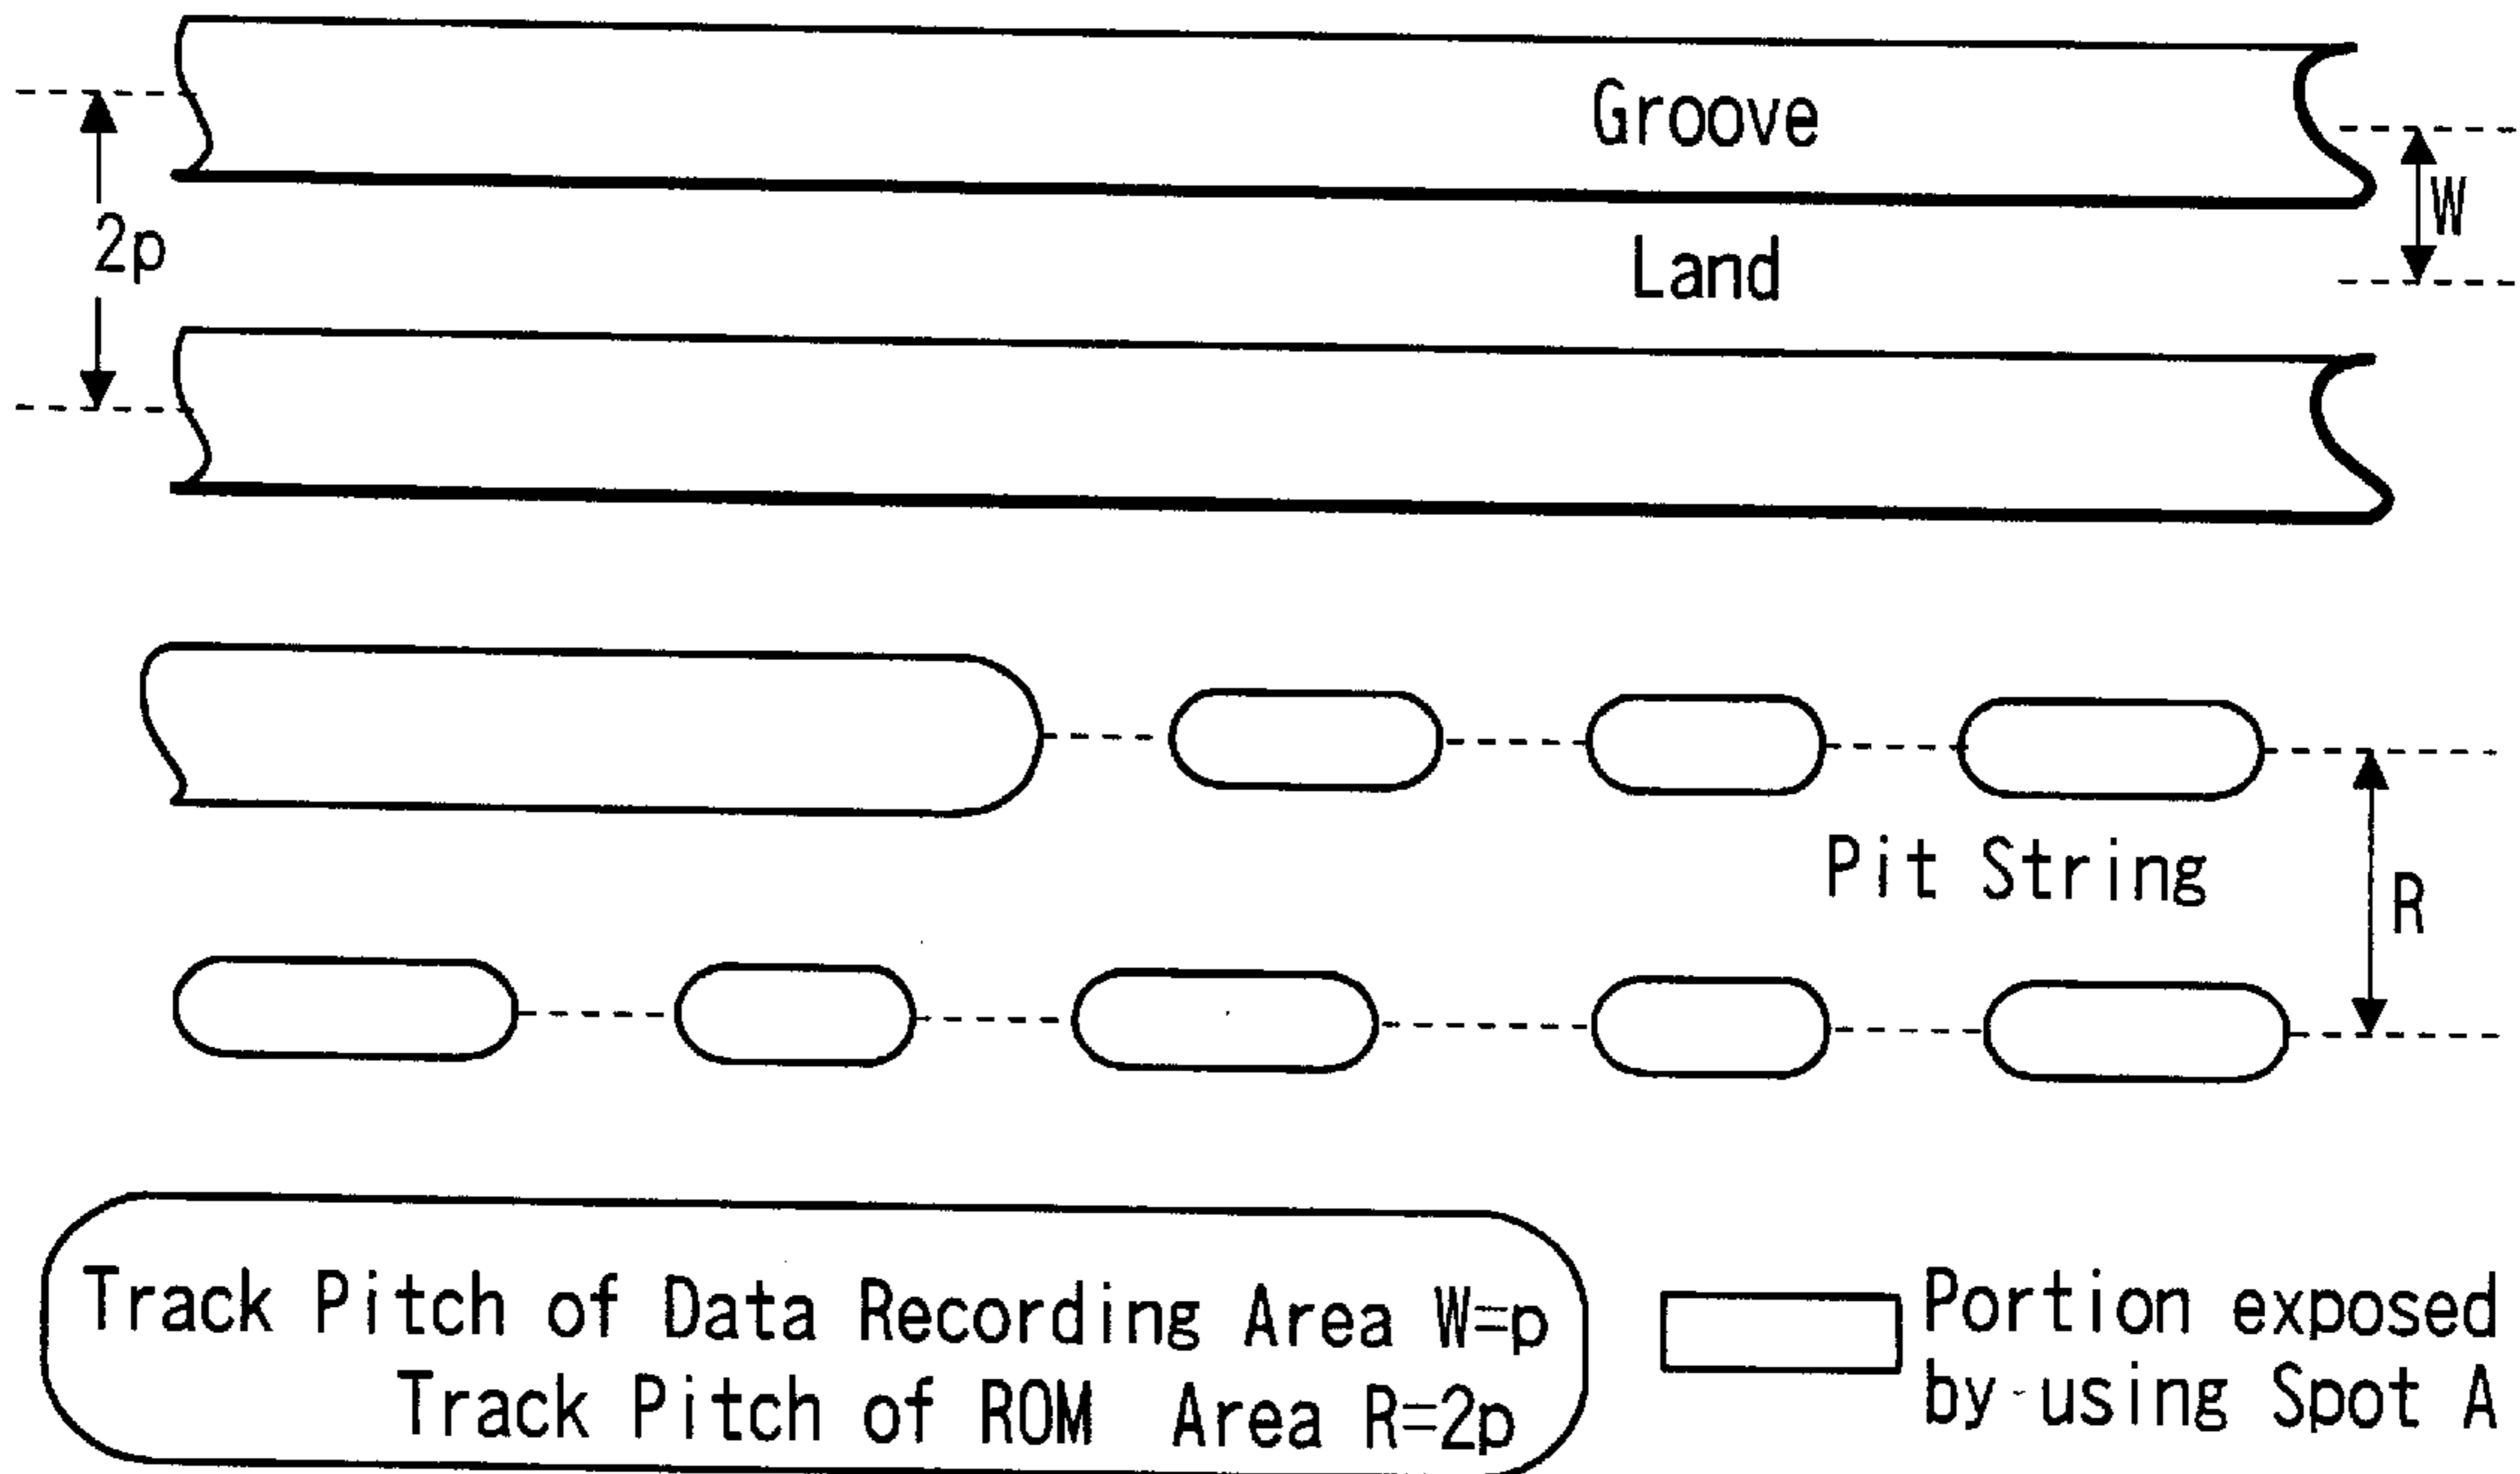 Groove
W
2p
Land
Pit String
R
Track Pitch of Data Recording Area W=p
Track Pitch of ROM Area R=2p
Portion exposed
by using Spot A